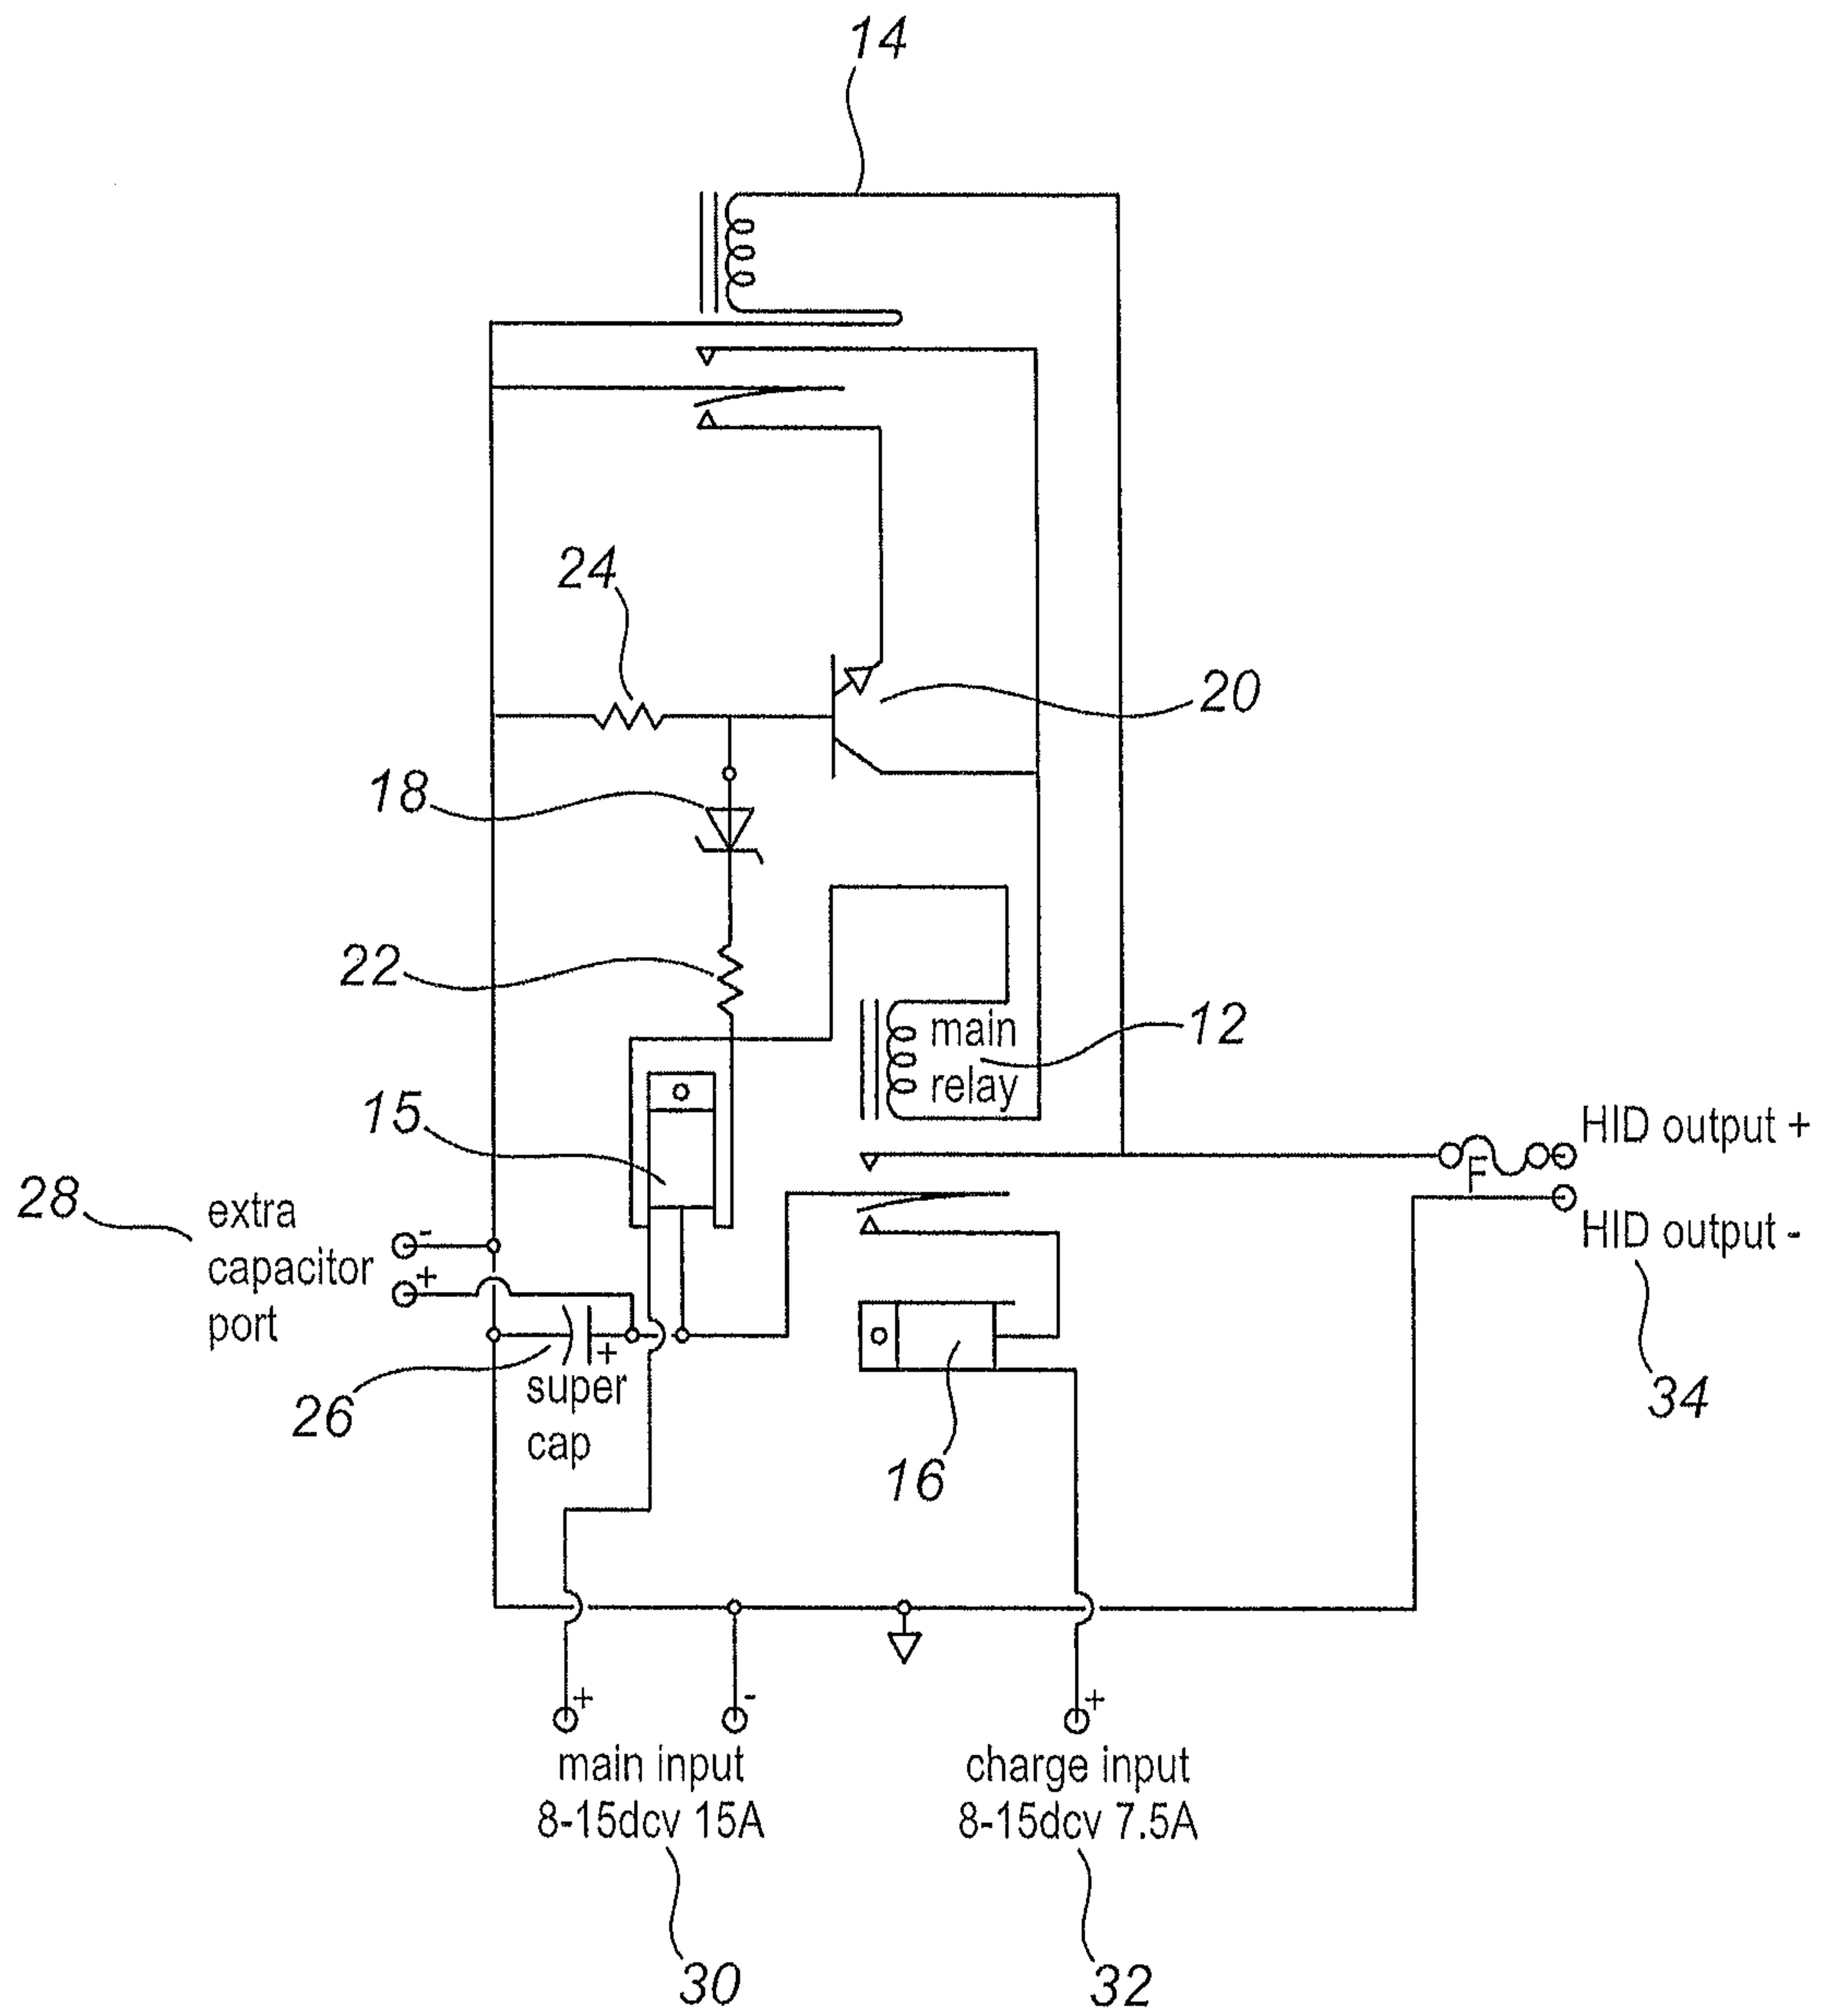 14
24
20
18
22
main
relay
12
15
HID output +
F
HID output -
28
extra
capacitor
port
-
+
+
super
cap
26
16
34
+
-
+
main input
8-15dcv 15A
charge input
8-15dcv 7.5A
30
32